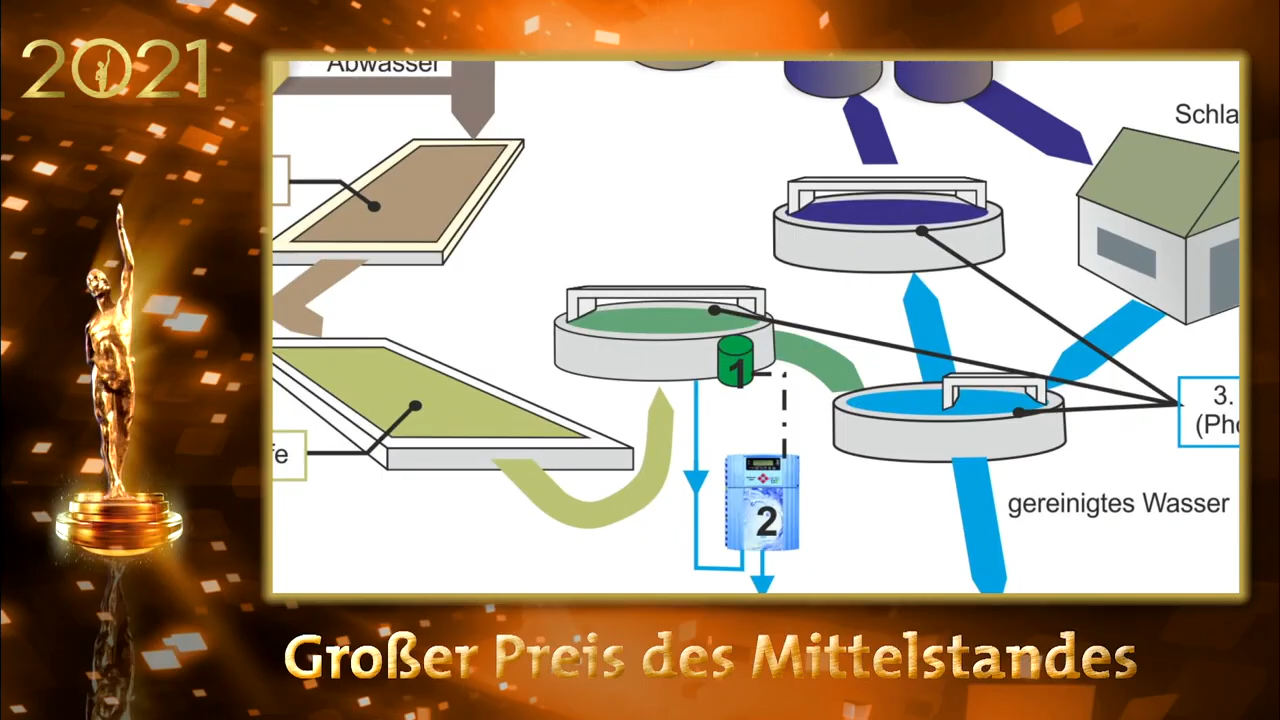 2021
Abwasser
Schla
fe
1
2
3.
(Pho
gereinigtes Wasser
Großer Preis des Mittelstandes